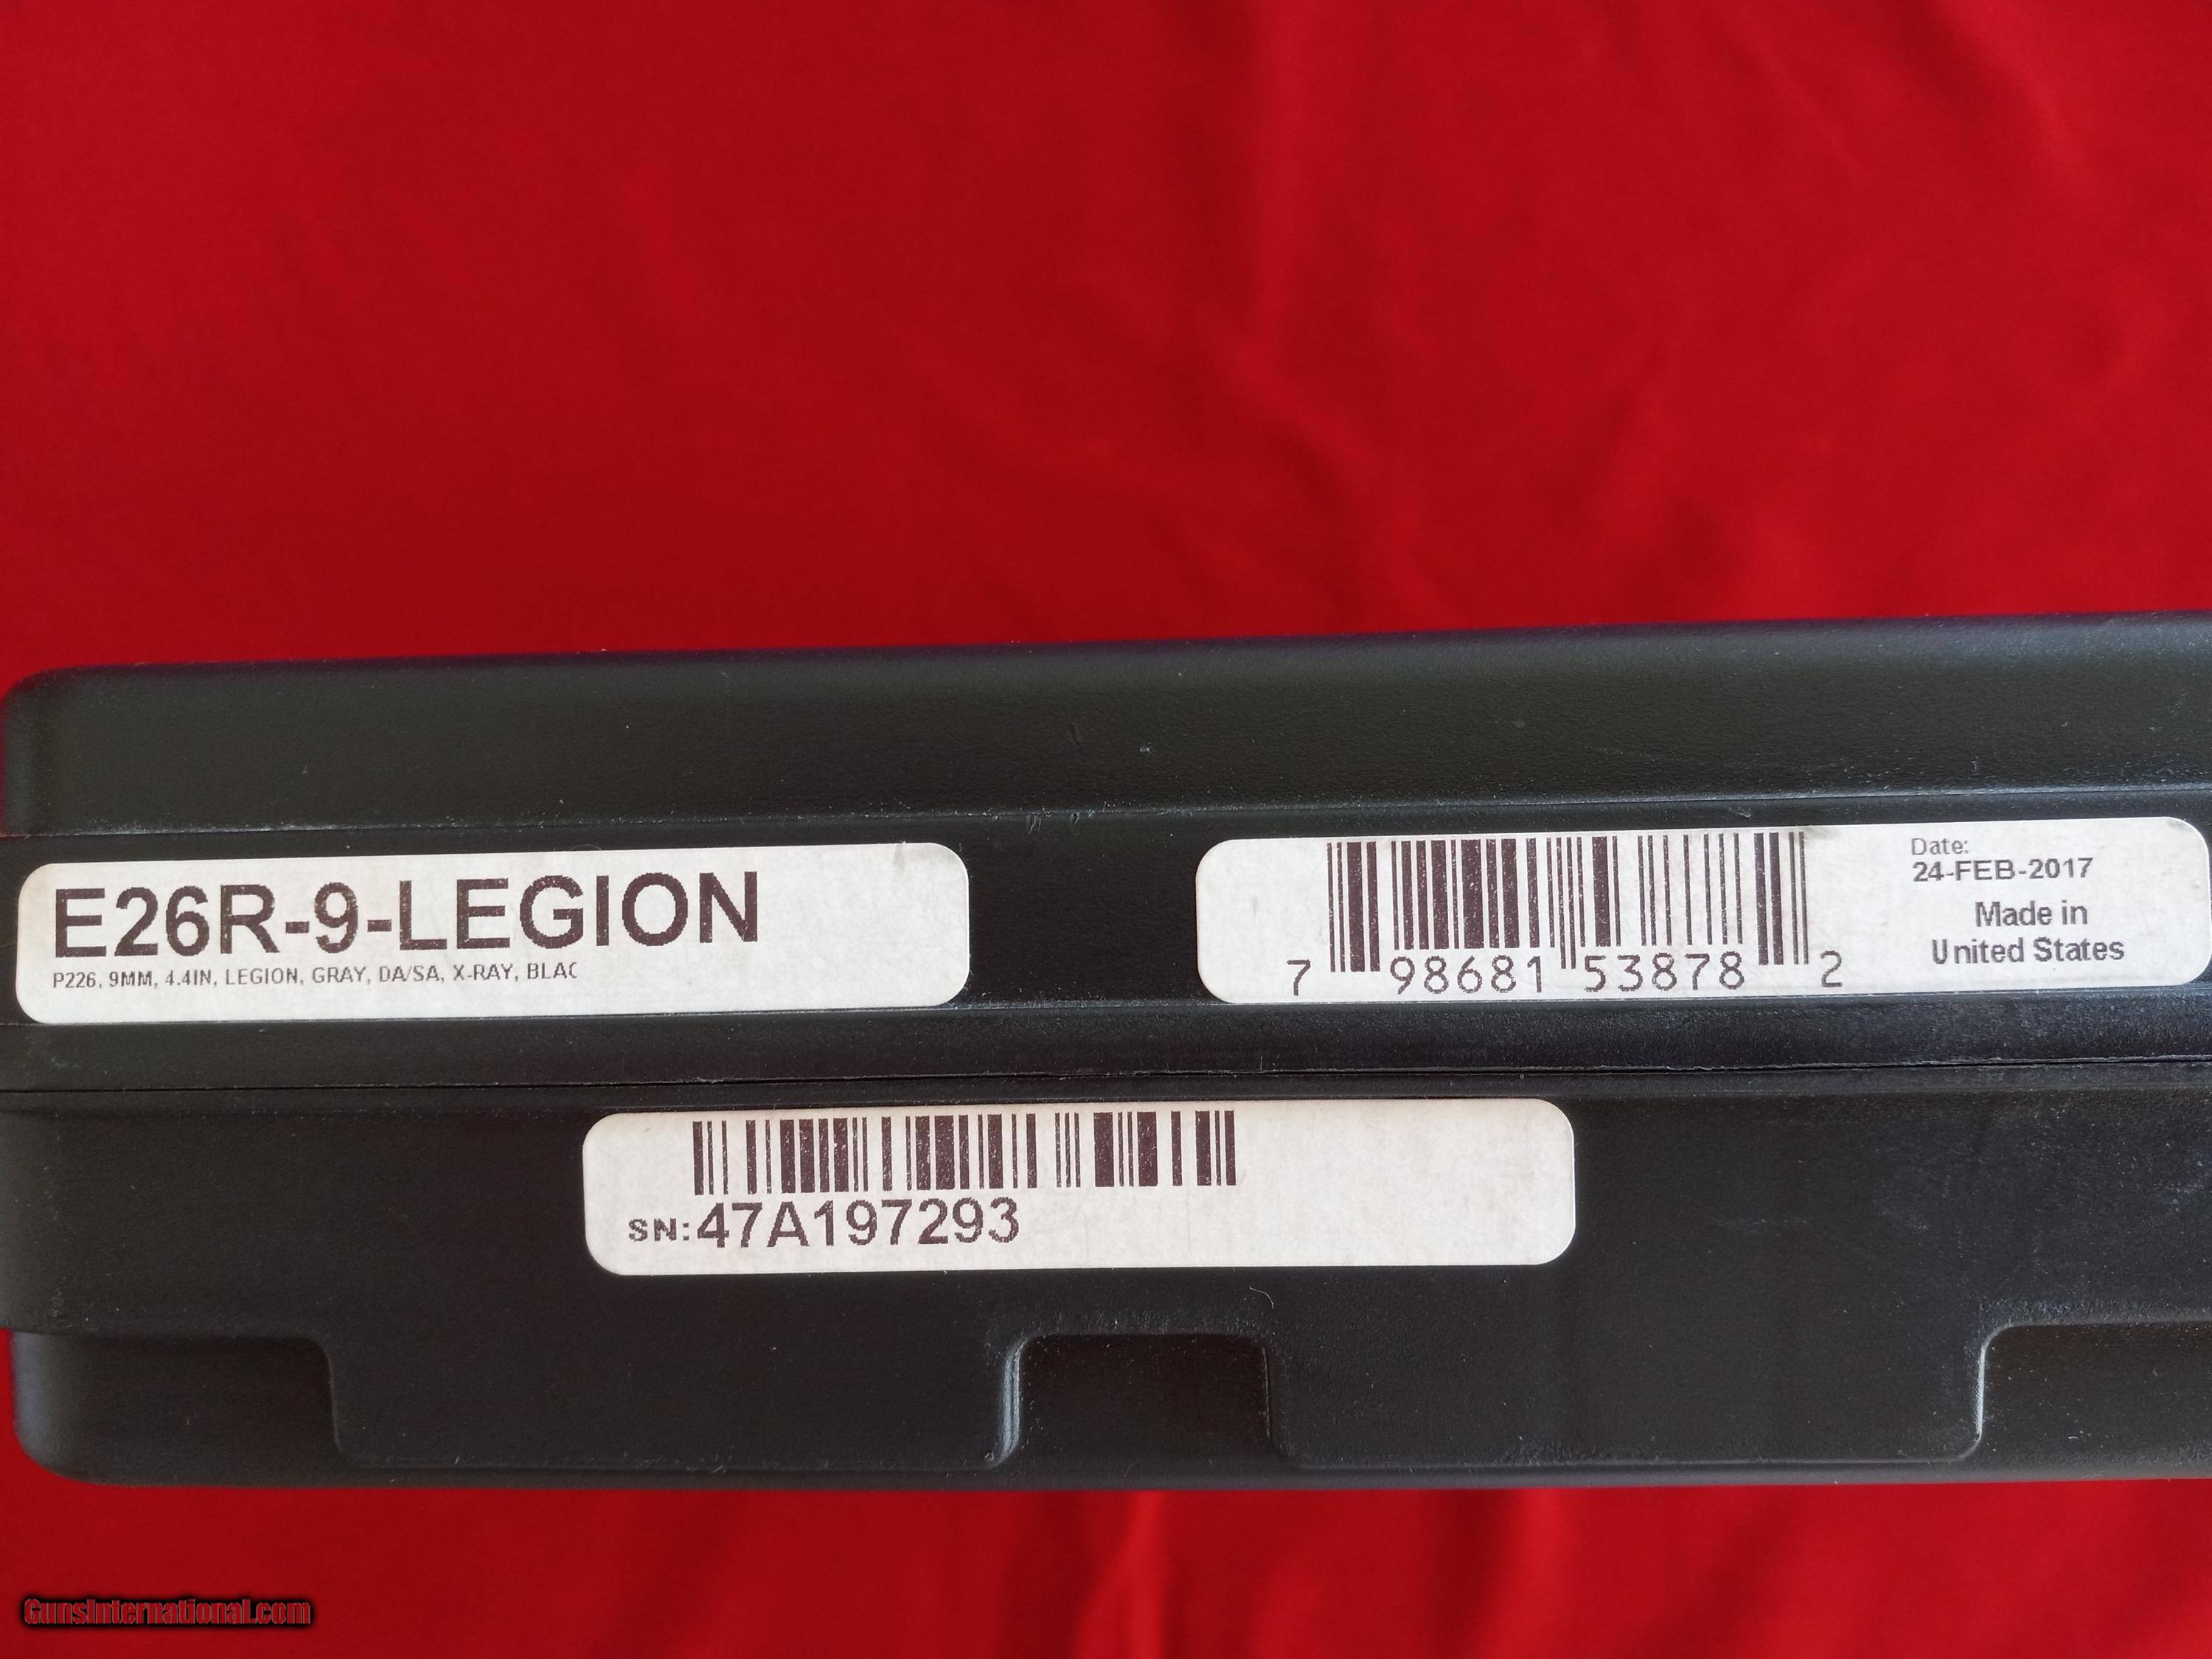 E26R-9-LEGION
P226, 9MM, 4.4IN, LEGION, GRAY, DA/SA, X-RAY, BLAC
7 98681 53878 2
Date:
24-FEB-2017
Made in
United States
SN:47A197293
GunsInternational.com